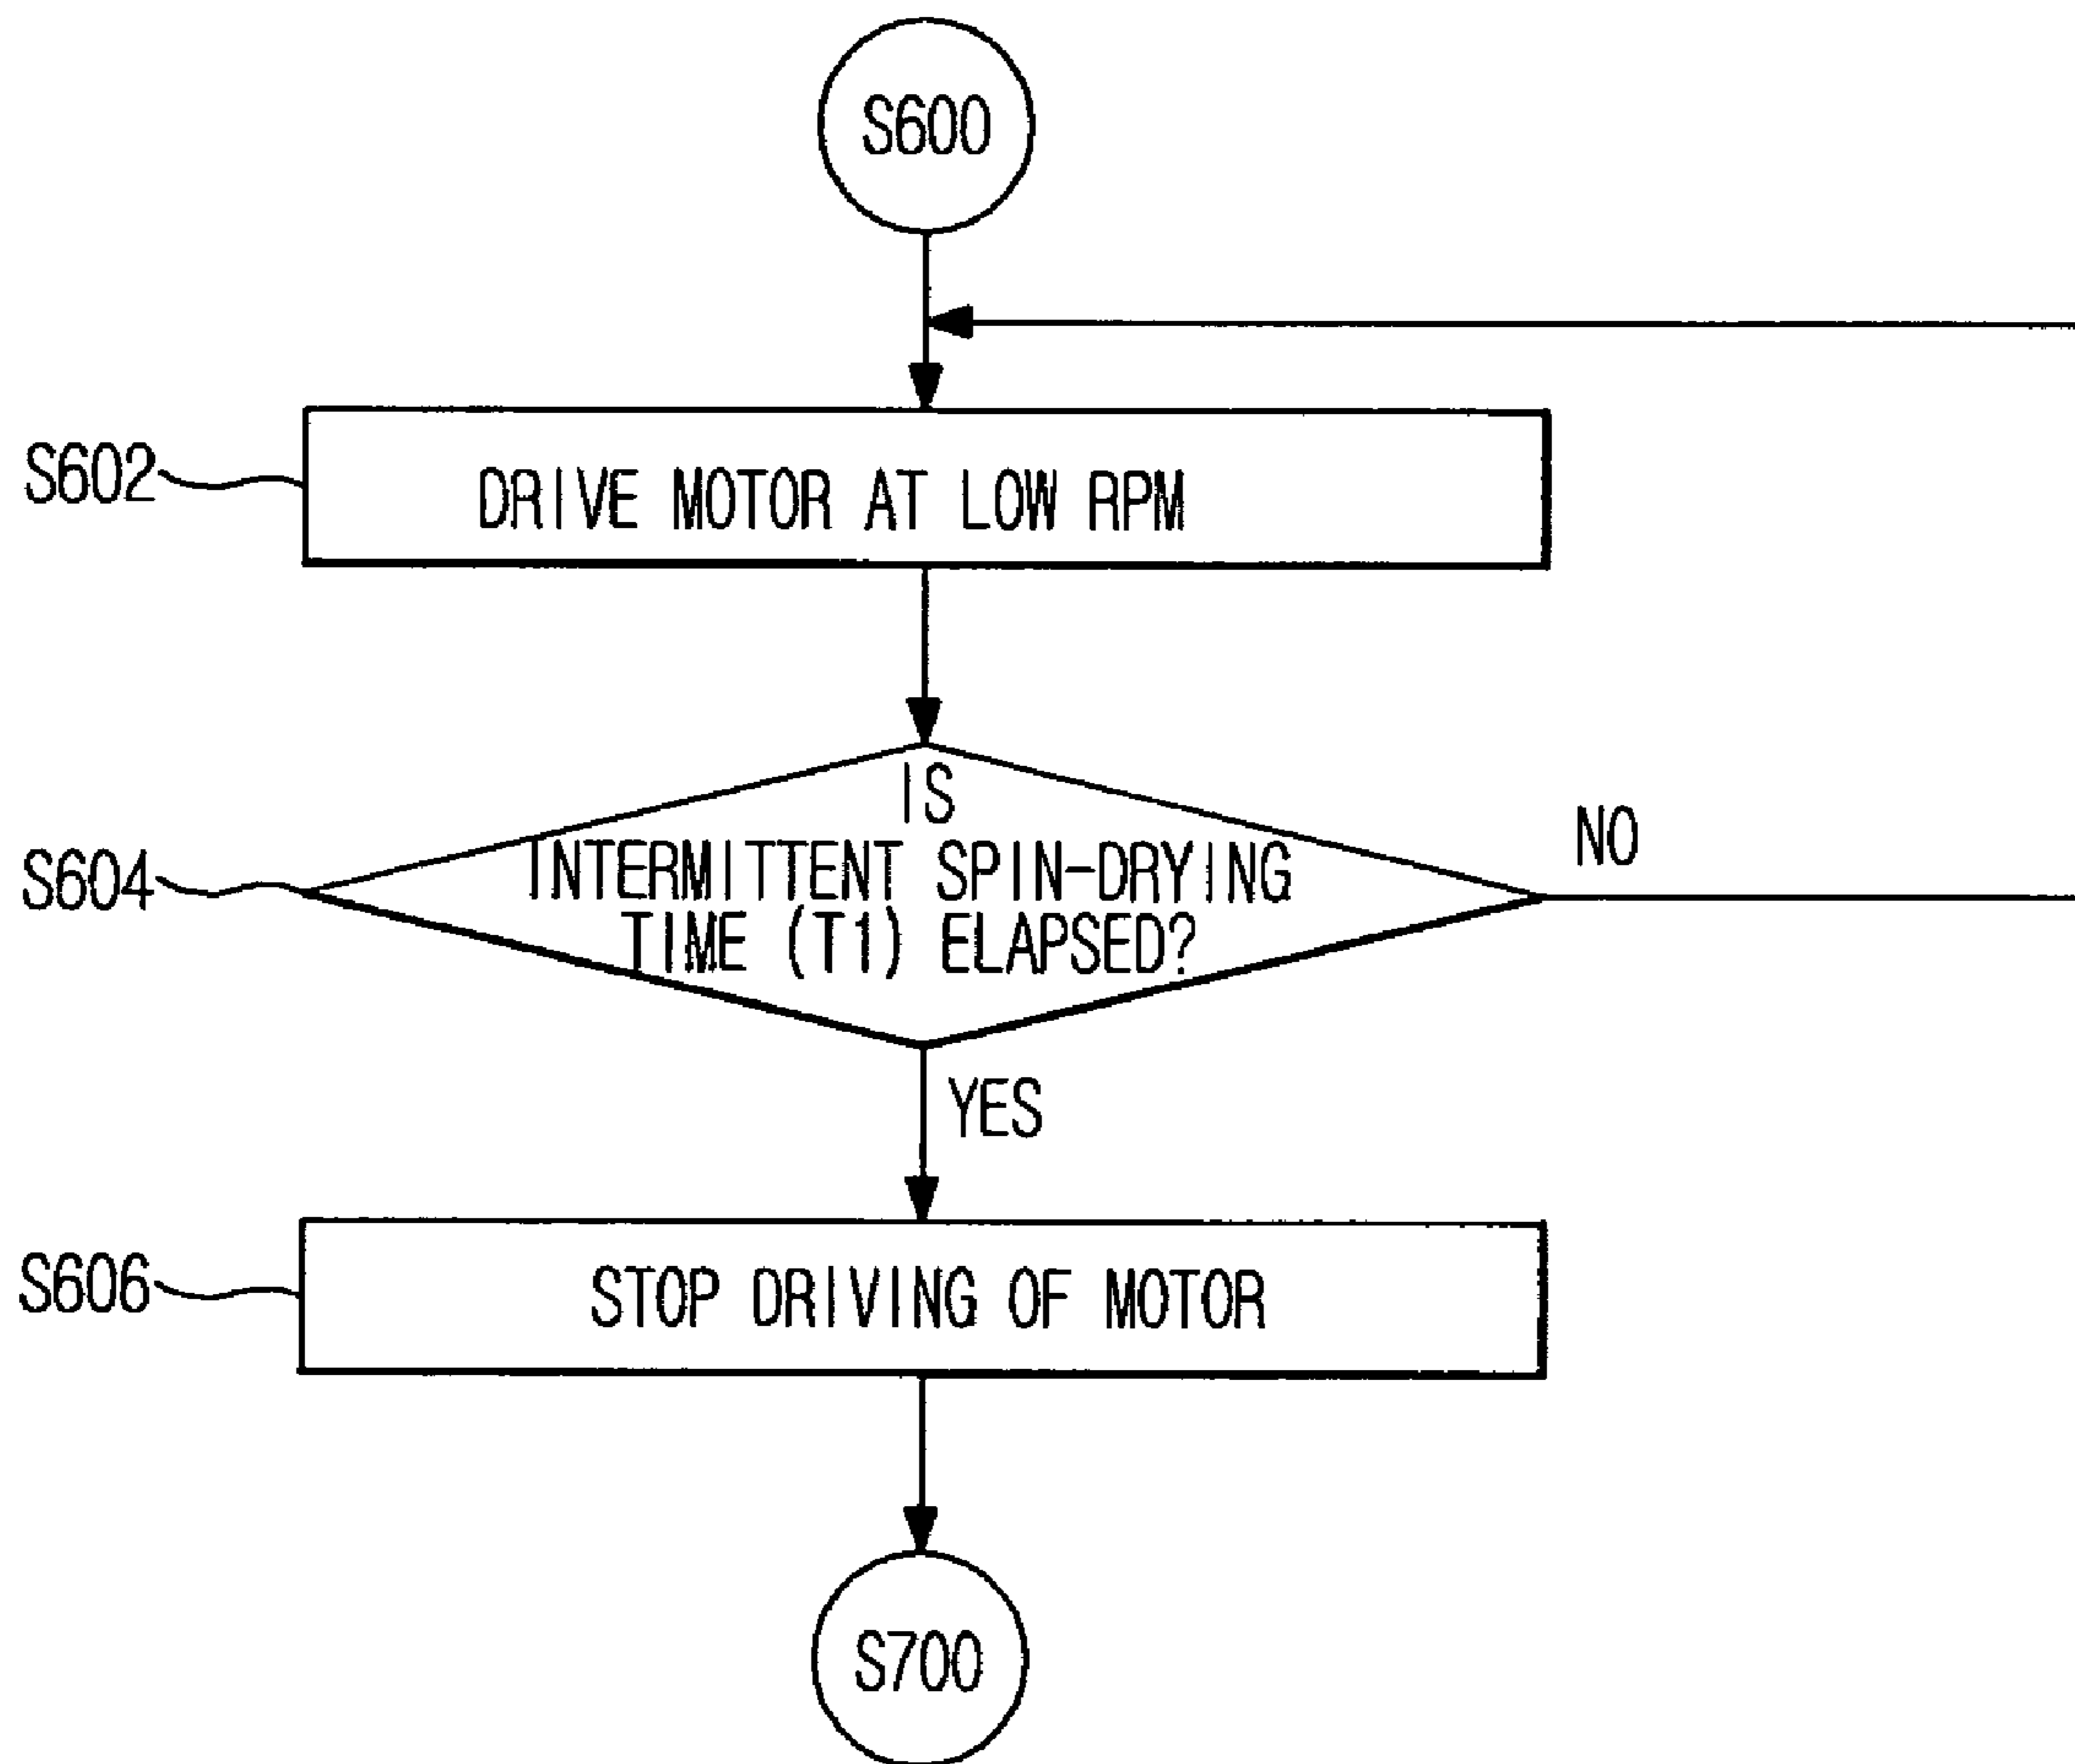 S600
S602
DRIVE MOTOR AT LOW RPM
S604
IS
INTERMITTENT SPIN-DRYING
TIME (T1) ELAPSED?
NO
YES
S606
STOP DRIVING OF MOTOR
S700